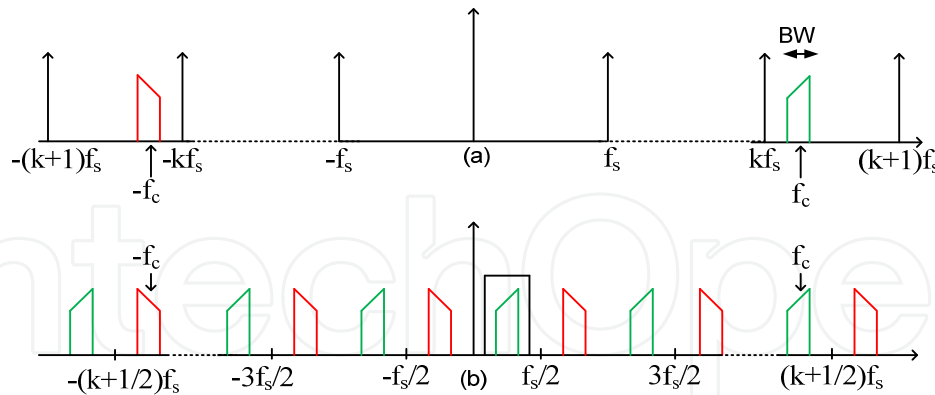 BW
-(k+1)fs -kfs -fs (a) fs kfs (k+1)fs
-fc fc
ntechOpe
-fc fc
-(k+1/2)fs -3fs/2 -fs/2 (b) fs/2 3fs/2 (k+1/2)fs